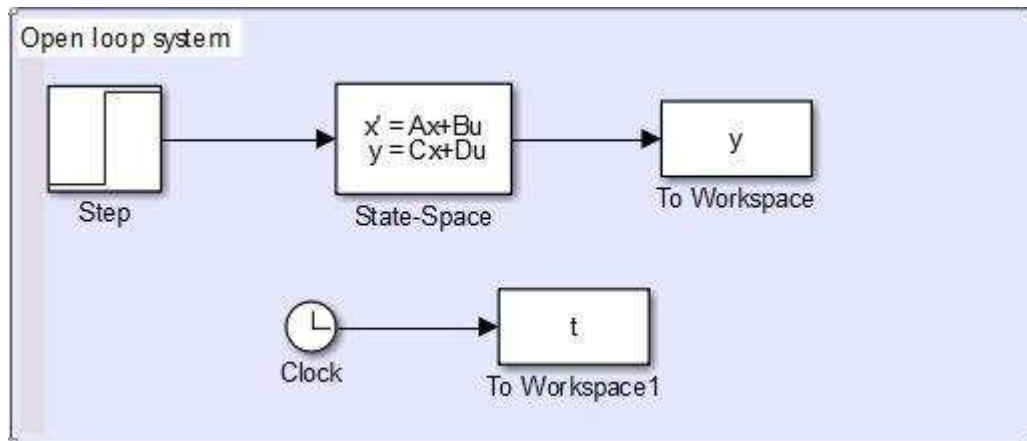 Open loop system
x' = Ax+Bu
y = Cx+Du
y
Step
State-Space
To Workspace
t
Clock
To Workspace1